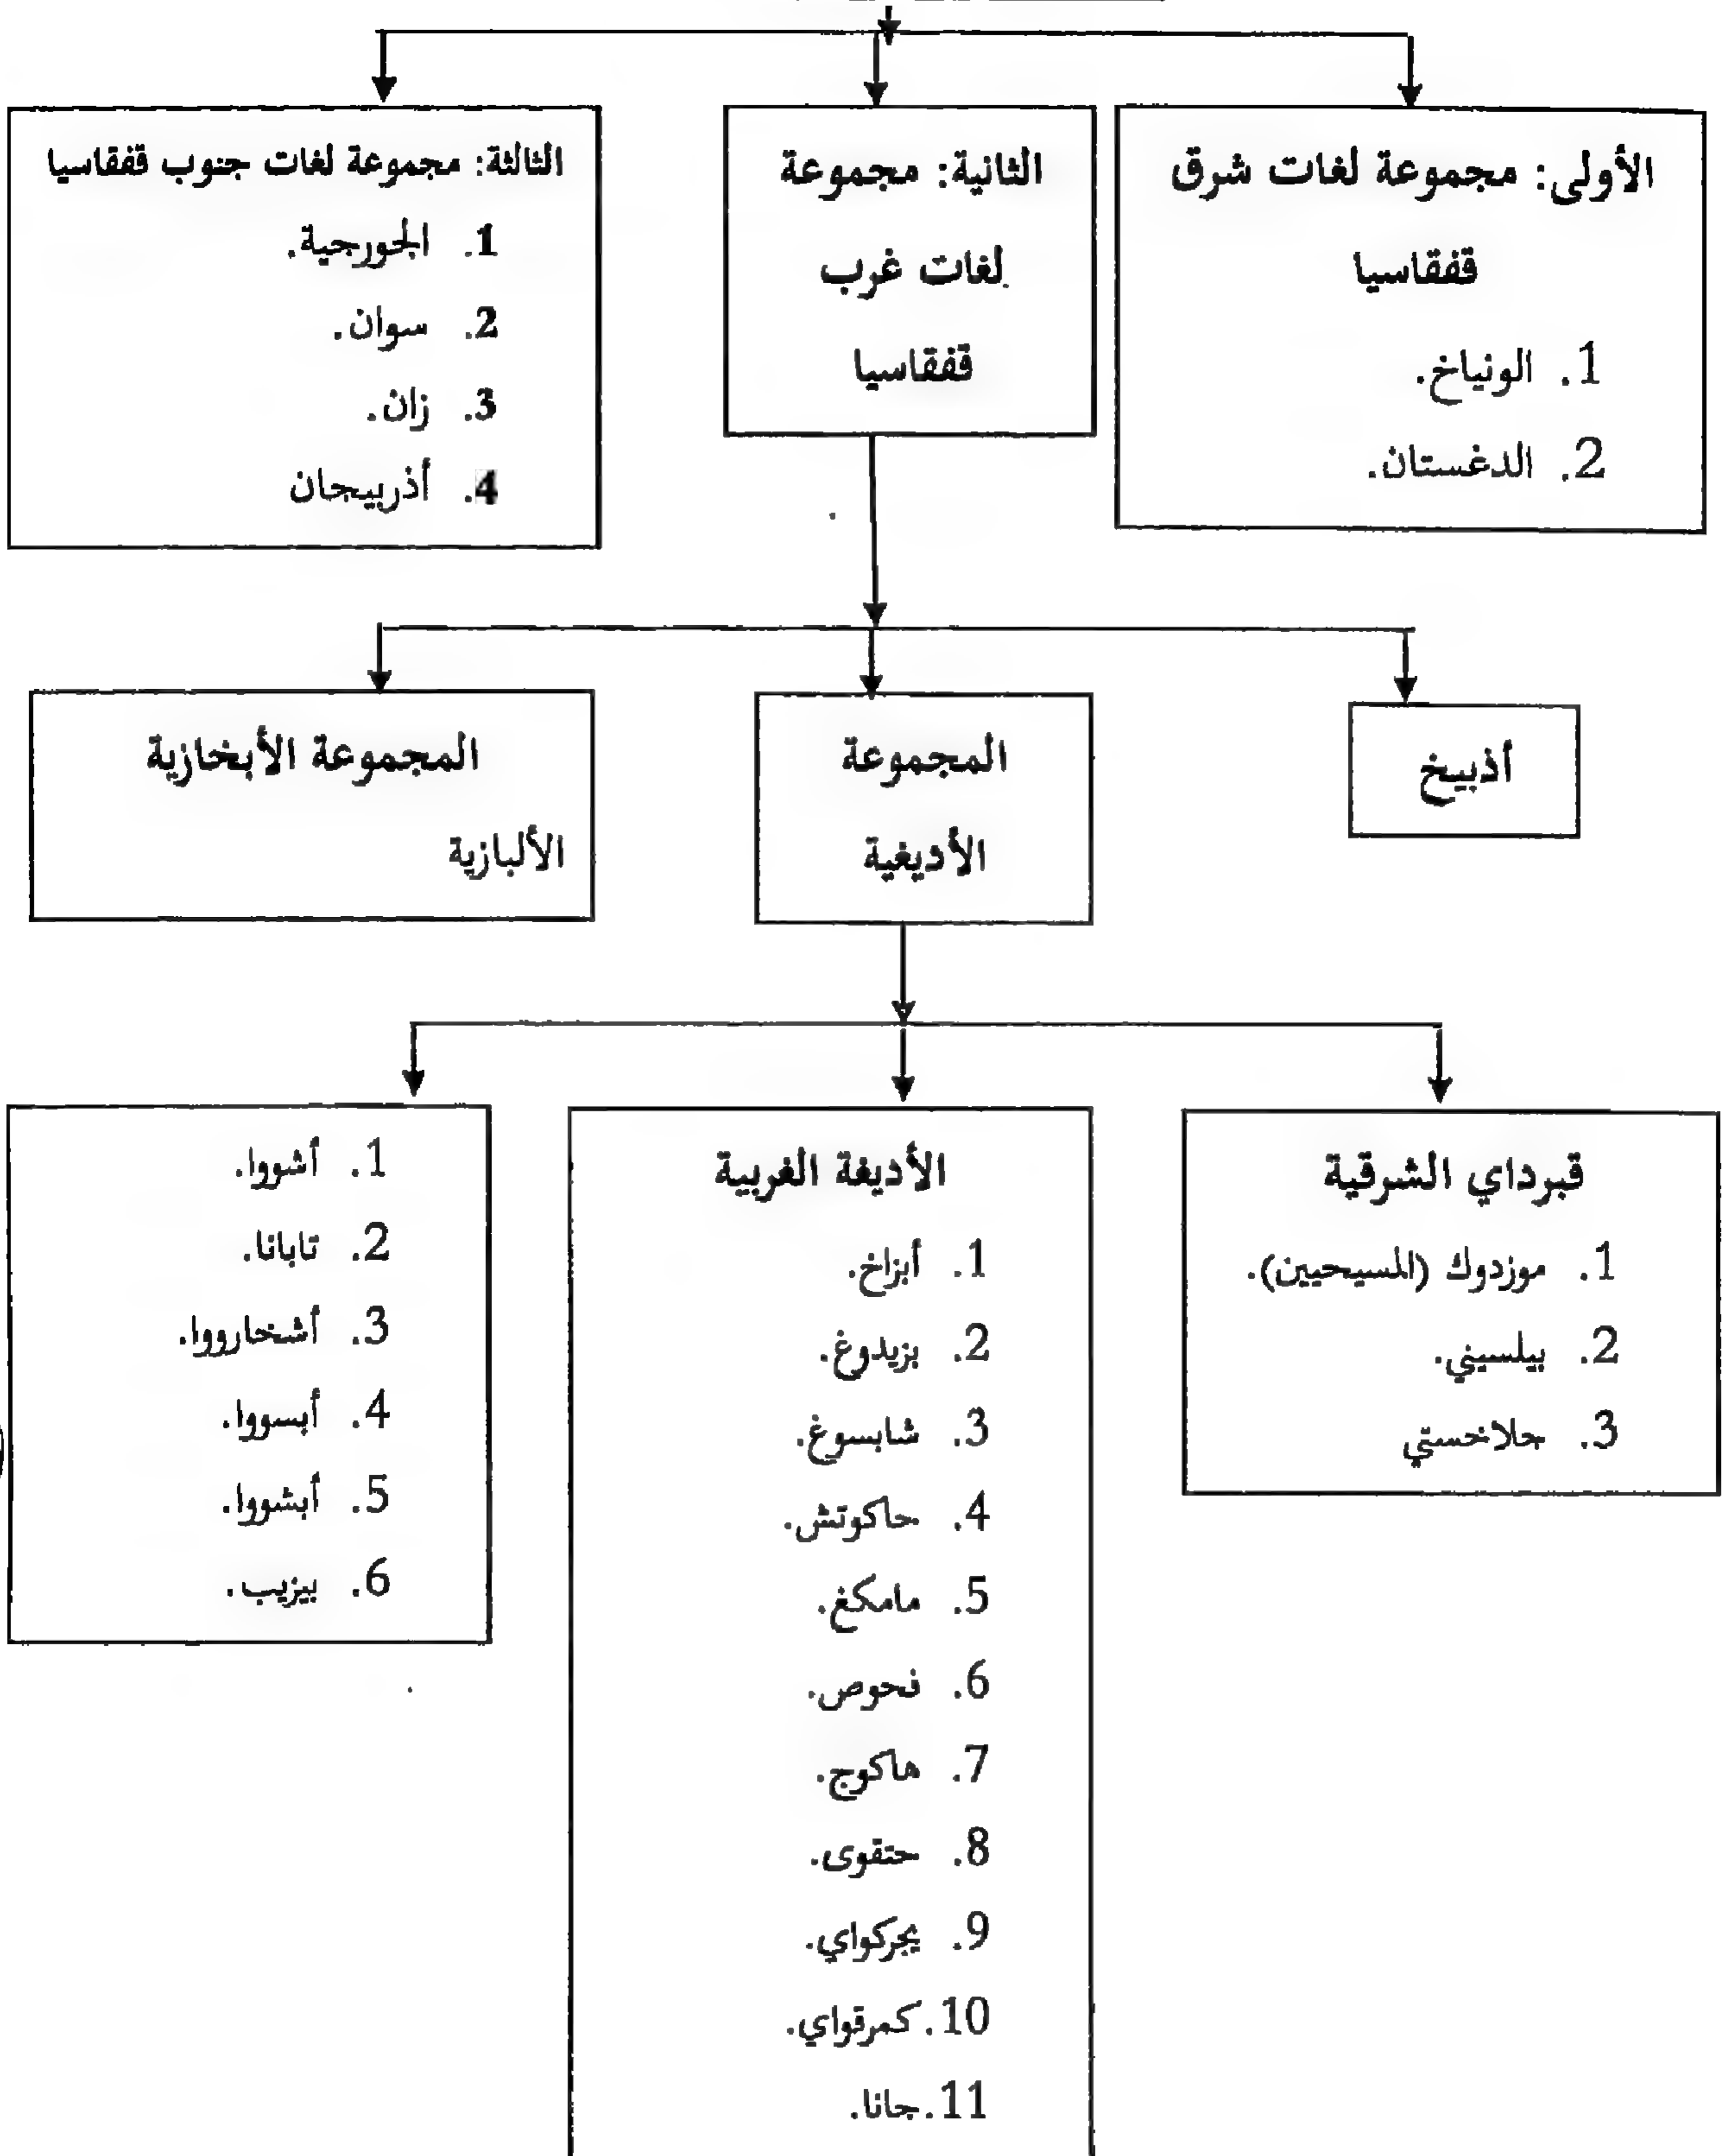 الأولى: مجموعة لغات شرق
قفقاسيا
1. الونياخ.
2. الدغستان.
الثانية: مجموعة
لغات غرب
قفقاسيا
الثالثة: مجموعة لغات جنوب قفقاسيا
1. الجورجية.
2. سوان.
3. زان.
4. أذربيجان
أذبيخ
المجموعة
الأديغية
المجموعة الأبخازية
الألبازية
قبرداي الشرقية
1. موزدوك (المسيحيين).
2. بيلسيني.
3. جلاخستي
الأديغة الغربية
1. أبزاخ.
2. بزيدوغ.
3. شابسوغ.
4. حاكوتش.
5. مامكغ.
6. نحوص.
7. هاكوج.
8. حتقوى.
9. يجركواي.
10. كمرقواي.
11. جانا.
1. أشووا.
2. تابانا.
3. أشخارووا.
4. أبسووا.
5. أبشووا.
6. بيزيب.